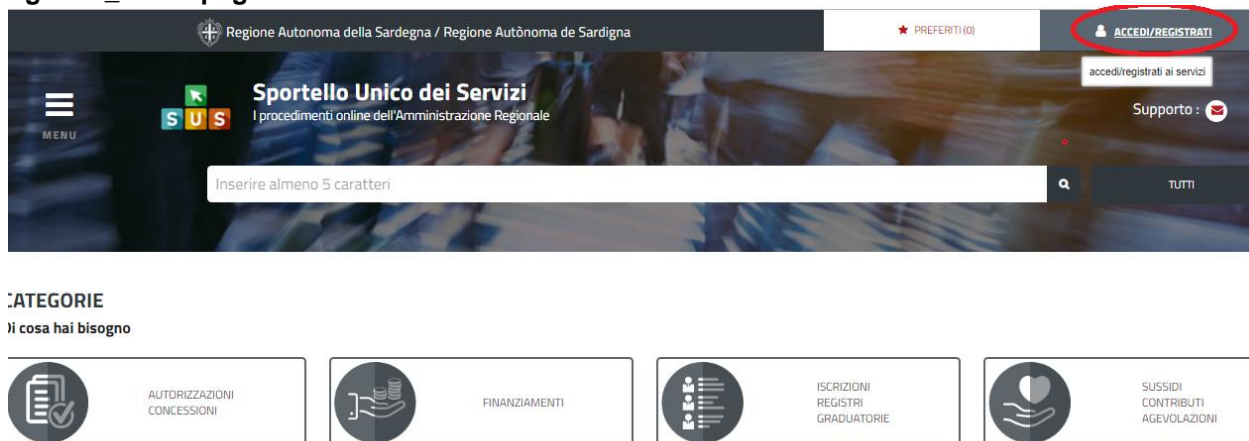 Regione Autonoma della Sardegna / Regione Autònoma de Sardigna
PREFERITI (0)
ACCEDI/REGISTRATI
accedi/registrati ai servizi
MENU
SUS
Sportello Unico dei Servizi
I procedimenti online dell'Amministrazione Regionale
Supporto :
Inserire almeno 5 caratteri
TUTTI
CATEGORIE
Di cosa hai bisogno
AUTORIZZAZIONI
CONCESSIONI
FINANZIAMENTI
ISCRIZIONI
REGISTRI
GRADUATORIE
SUSSIDI
CONTRIBUTI
AGEVOLAZIONI